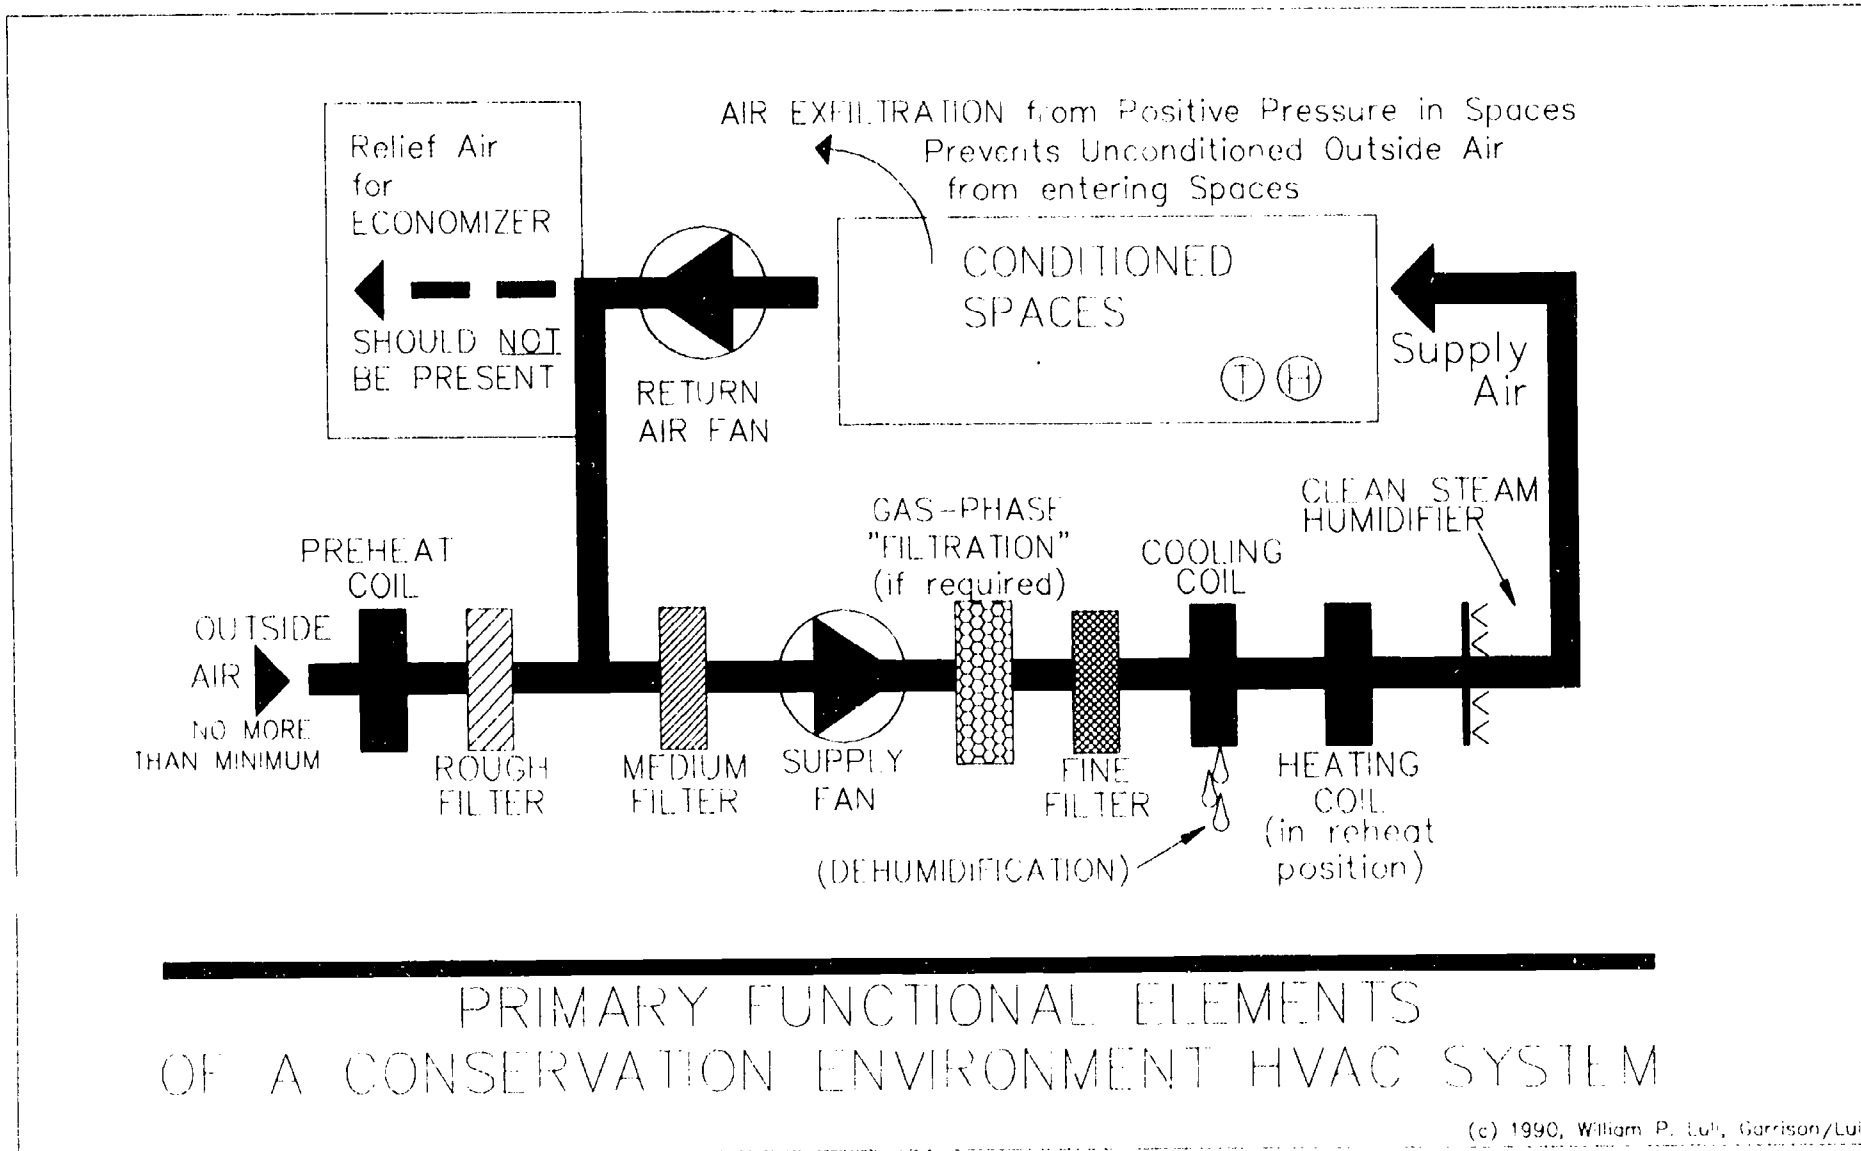 AIR EXFILTRATION from Positive Pressure in Spaces
Prevents Unconditioned Outside Air
from entering Spaces
Relief Air
for
ECONOMIZER
SHOULD NOT
BE PRESENT
RETURN
AIR FAN
CONDITIONED
SPACES
T H
Supply
Air
CLEAN STEAM
HUMIDIFIER
GAS-PHASE
"FILTRATION"
(if required)
COOLING
COIL
PREHEAT
COIL
OUTSIDE
AIR
NO MORE
THAN MINIMUM
ROUGH
FILTER
MEDIUM
FILTER
SUPPLY
FAN
FINE
FILTER
HEATING
COIL
(in reheat
position)
(DEHUMIDIFICATION)
PRIMARY FUNCTIONAL ELEMENTS
OF A CONSERVATION ENVIRONMENT HVAC SYSTEM
(c) 1990, William P. Lull, Garrison/Lull